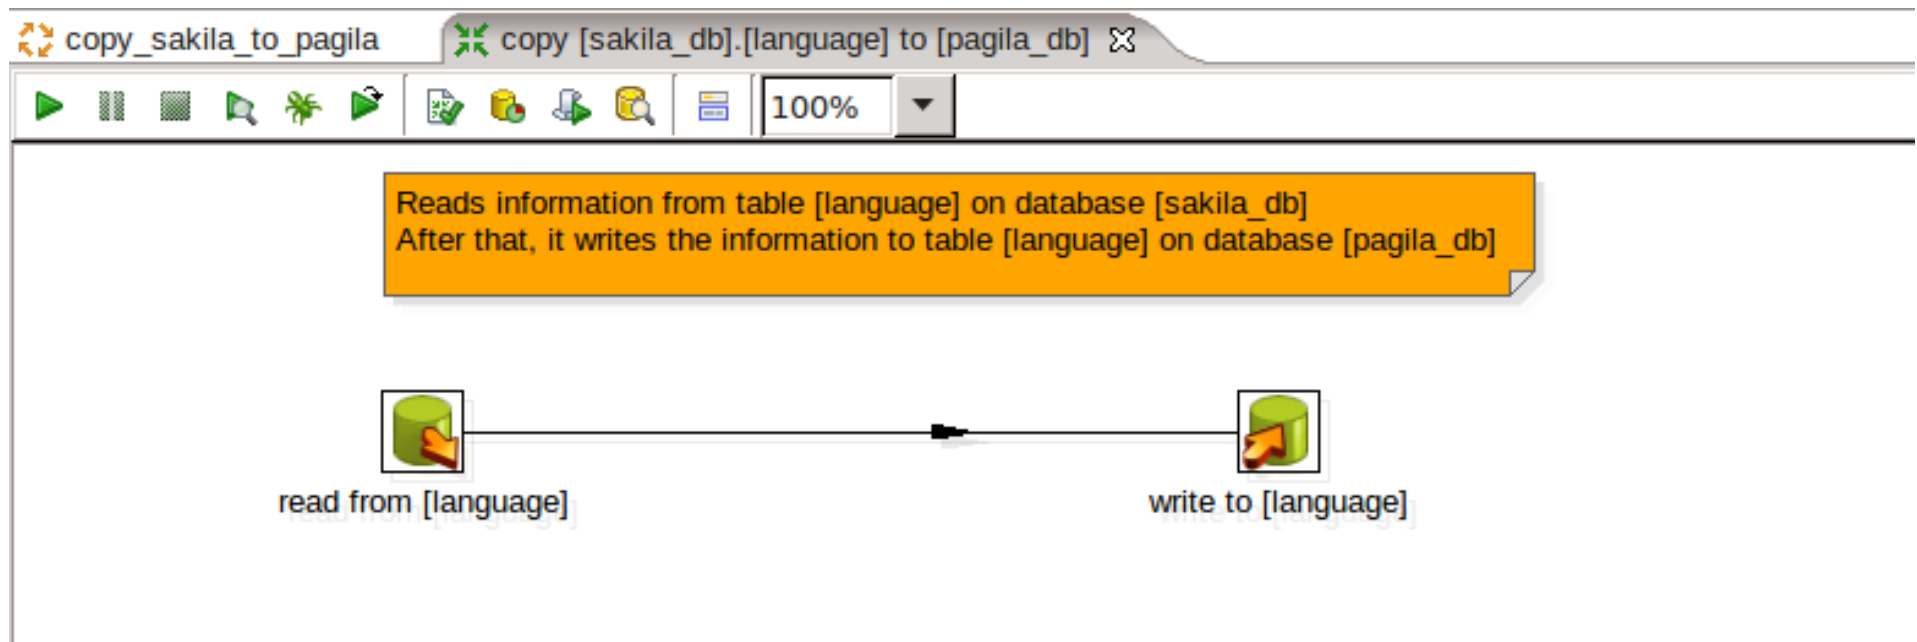 copy_sakila_to_pagila
copy [sakila_db].[language] to [pagila_db]
100%
Reads information from table [language] on database [sakila_db]
After that, it writes the information to table [language] on database [pagila_db]
read from [language]
write to [language]